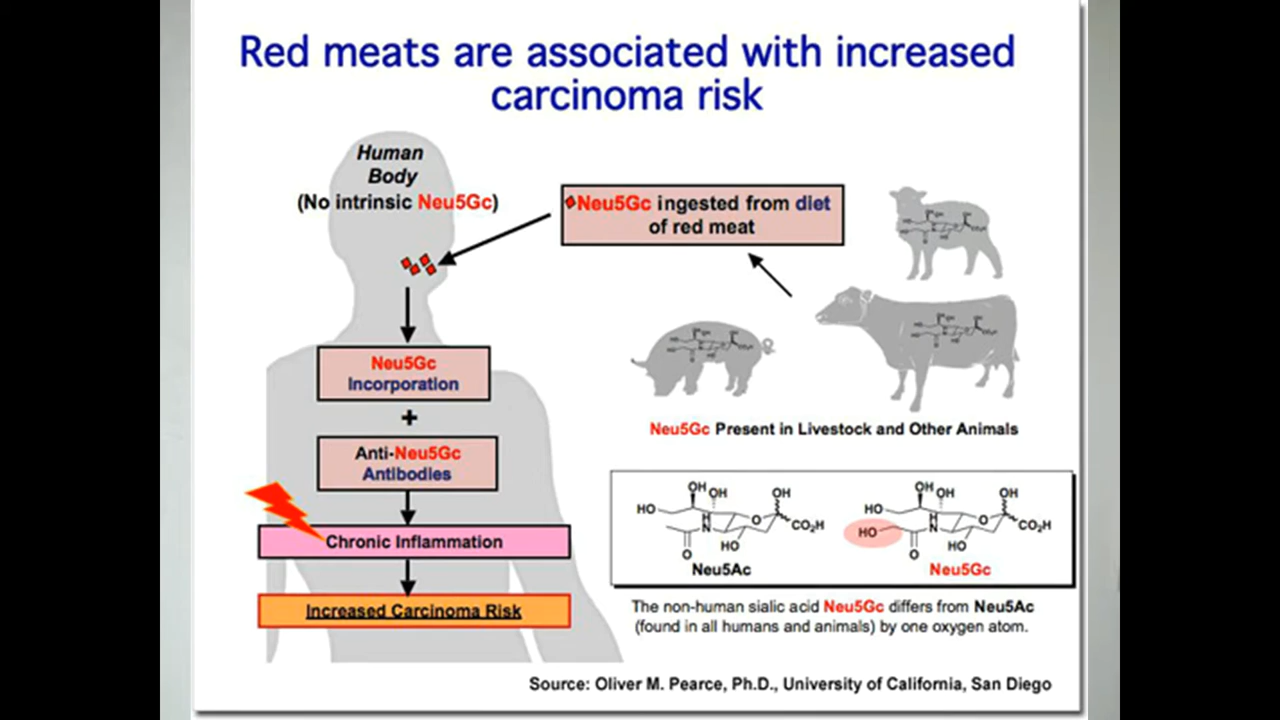 Red meats are associated with increased
carcinoma risk
Human
Body
(No intrinsic Neu5Gc)
Neu5Gc ingested from diet
of red meat
Neu5Gc
Incorporation
+
Anti-Neu5Gc
Antibodies
Chronic Inflammation
Increased Carcinoma Risk
Neu5Gc Present in Livestock and Other Animals
OH
OH
OH
HO
O
H
N
CO₂H
O
HO
Neu5Ac
OH
OH
OH
HO
HO
O
H
N
CO₂H
O
HO
Neu5Gc
The non-human sialic acid Neu5Gc differs from Neu5Ac
(found in all humans and animals) by one oxygen atom.
Source: Oliver M. Pearce, Ph.D., University of California, San Diego